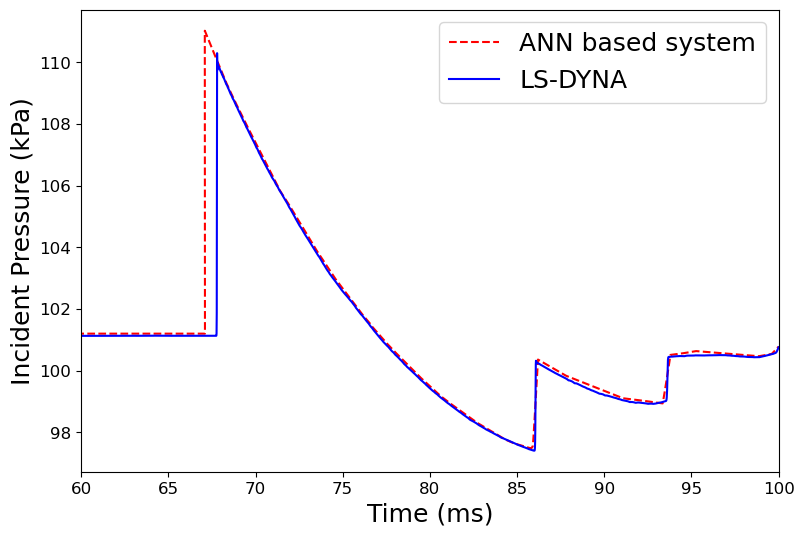 ANN based system
LS-DYNA
Incident Pressure (kPa)
110
108
106
104
102
100
98
60 65 70 75 80 85 90 95 100
Time (ms)